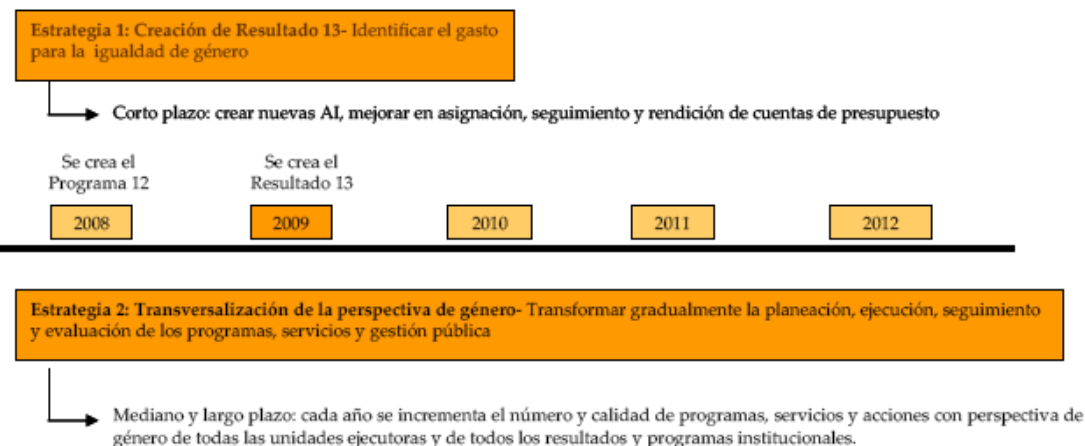 Estrategia 1: Creación de Resultado 13- Identificar el gasto
para la igualdad de género
Corto plazo: crear nuevas AI, mejorar en asignación, seguimiento y rendición de cuentas de presupuesto
Se crea el
Programa 12
Se crea el
Resultado 13
2008
2009
2010
2011
2012
Estrategia 2: Transversalización de la perspectiva de género- Transformar gradualmente la planeación, ejecución, seguimiento
y evaluación de los programas, servicios y gestión pública
Mediano y largo plazo: cada año se incrementa el número y calidad de programas, servicios y acciones con perspectiva de
género de todas las unidades ejecutoras y de todos los resultados y programas institucionales.